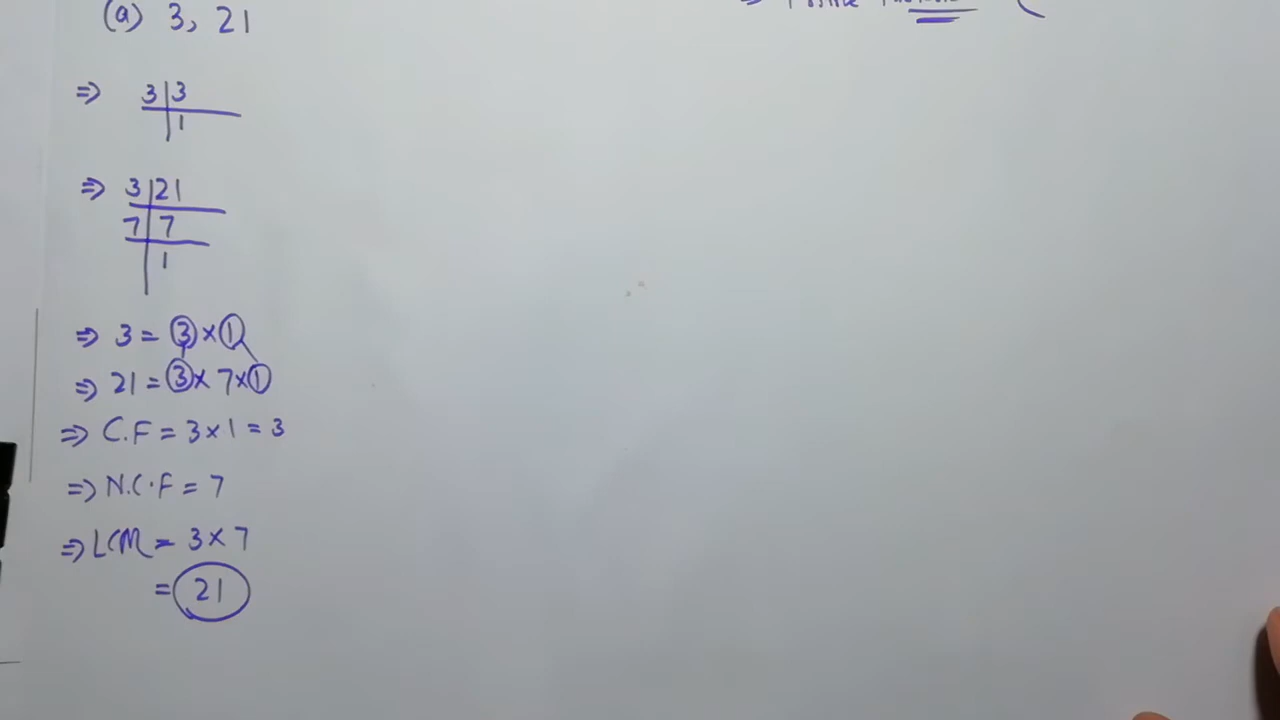 (a) 3, 21
⇒ 3 | 3
1
⇒ 3 | 21
7 | 7
1
⇒ 3 = 3 × 1
⇒ 21 = 3 × 7 × 1
⇒ C.F = 3 × 1 = 3
⇒ N.C.F = 7
⇒ LCM = 3 × 7
= 21